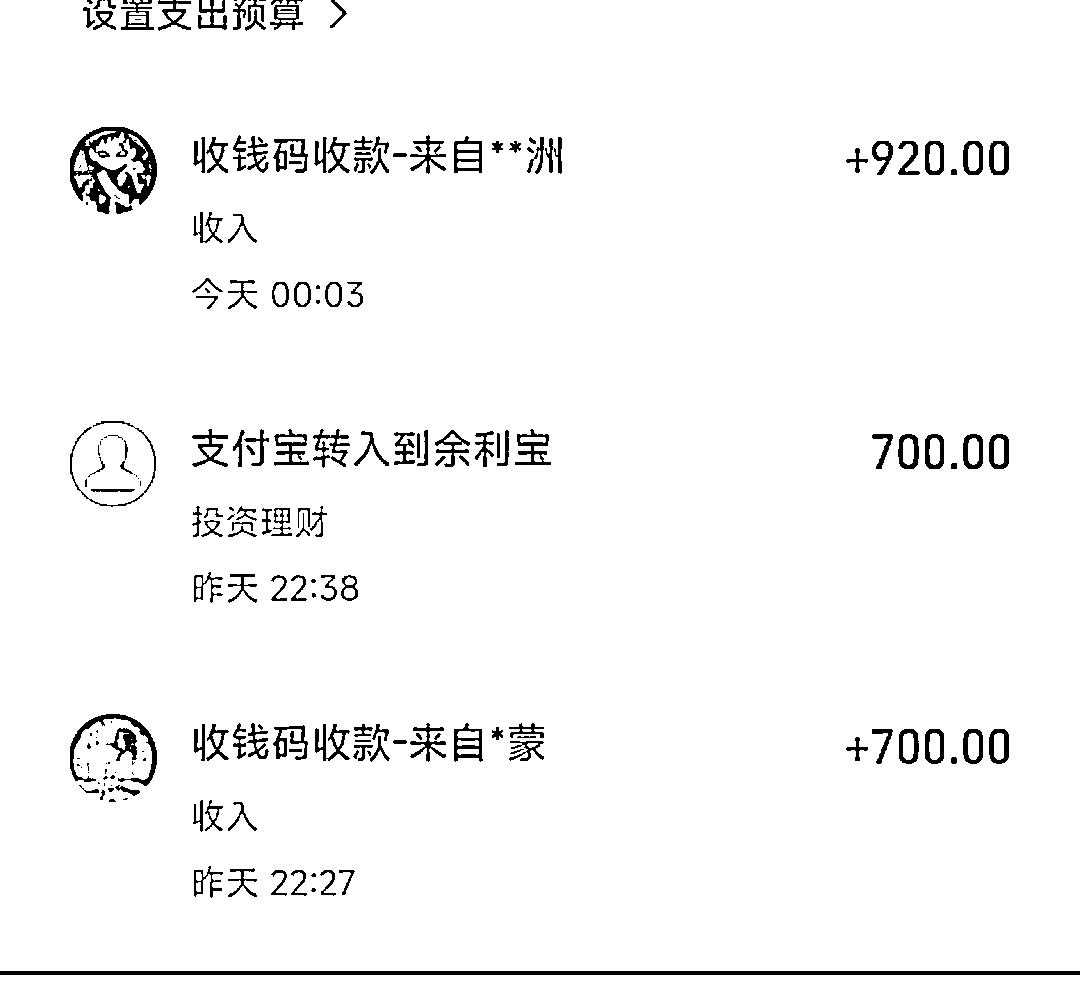 设置支出预算 >
收钱码收款-来自**洲
+920.00
收入
今天 00:03
支付宝转入到余利宝
700.00
投资理财
昨天 22:38
收钱码收款-来自*蒙
+700.00
收入
昨天 22:27